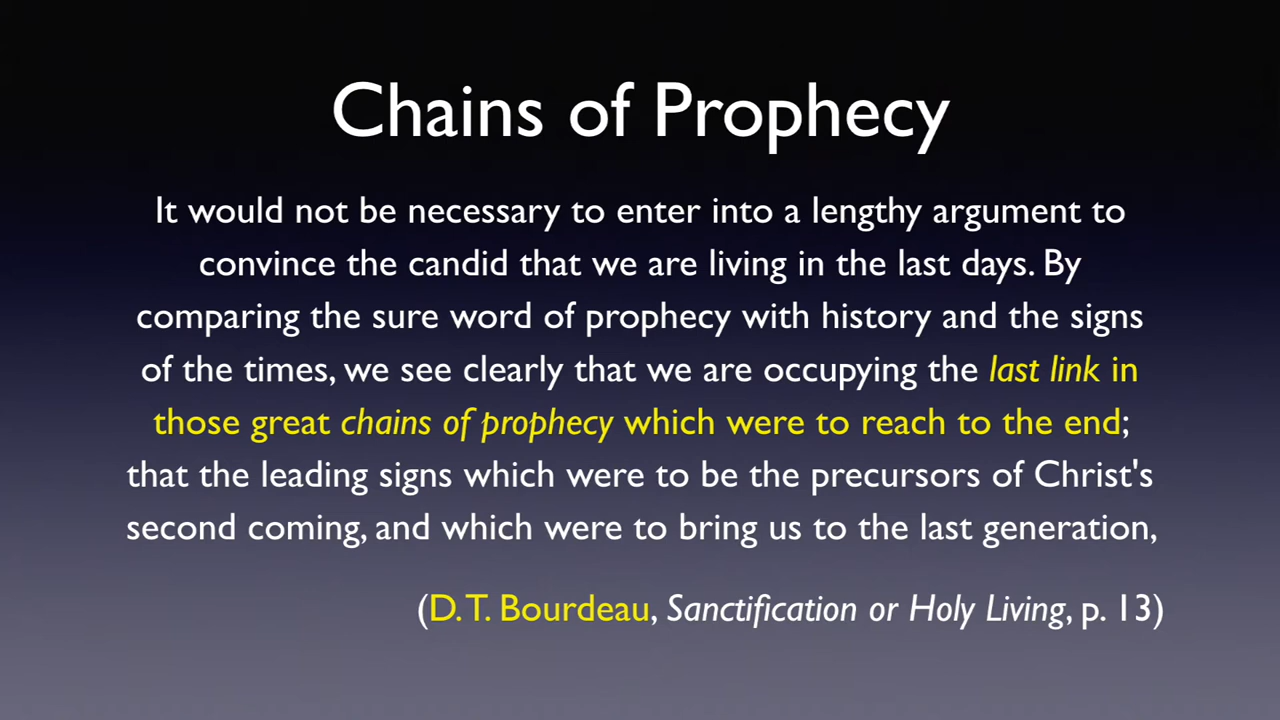 Chains of Prophecy
It would not be necessary to enter into a lengthy argument to
convince the candid that we are living in the last days. By
comparing the sure word of prophecy with history and the signs
of the times, we see clearly that we are occupying the last link in
those great chains of prophecy which were to reach to the end;
that the leading signs which were to be the precursors of Christ's
second coming, and which were to bring us to the last generation,
(D.T. Bourdeau, Sanctification or Holy Living, p. 13)